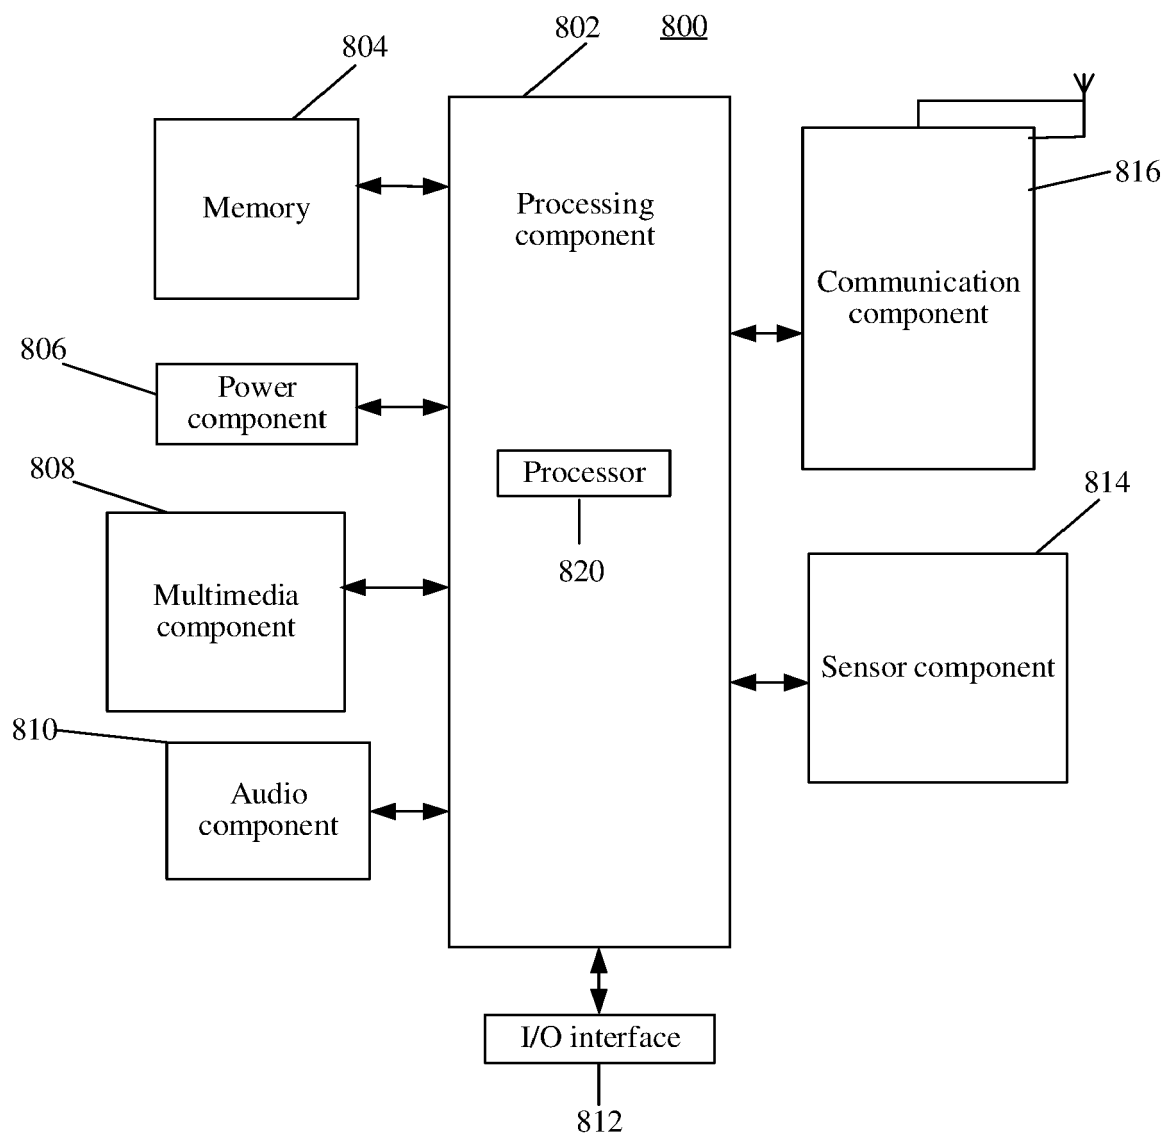 802
800
804
Memory
Processing
component
816
Communication
component
806
Power
component
808
Processor
820
814
Multimedia
component
Sensor component
810
Audio
component
I/O interface
812